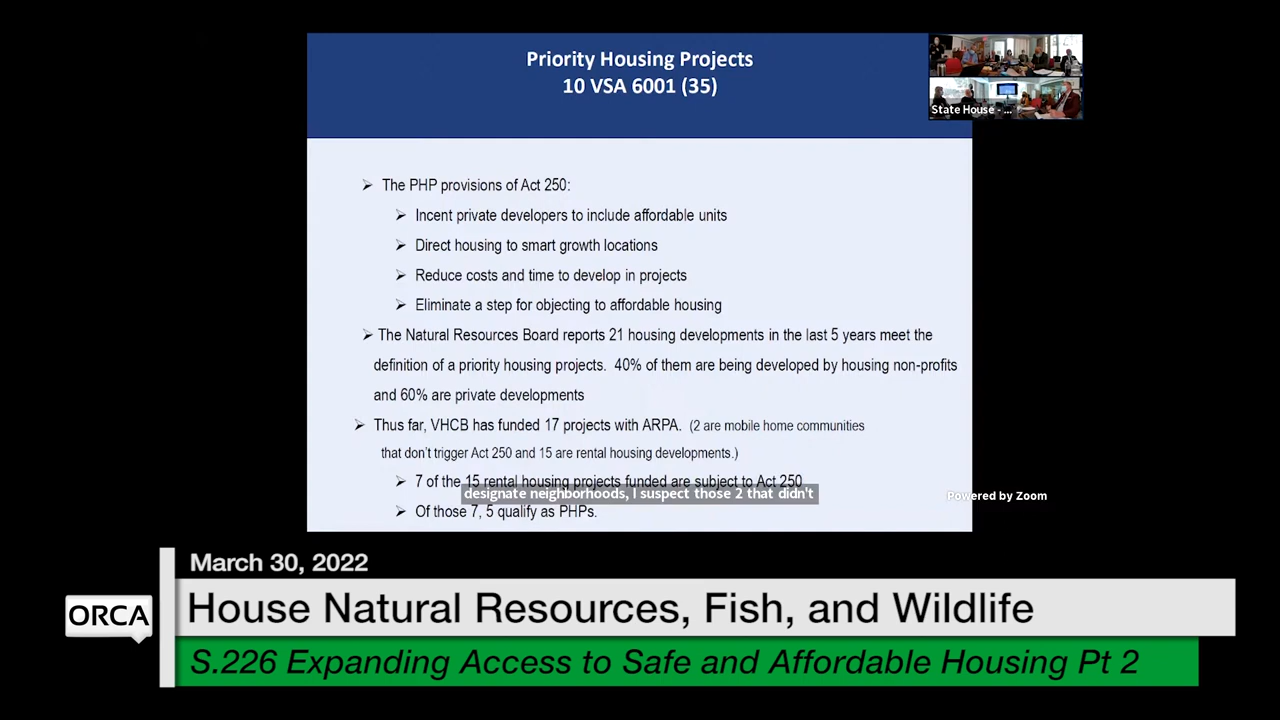 Priority Housing Projects
10 VSA 6001 (35)
State House - ...
The PHP provisions of Act 250:
Incent private developers to include affordable units
Direct housing to smart growth locations
Reduce costs and time to develop in projects
Eliminate a step for objecting to affordable housing
The Natural Resources Board reports 21 housing developments in the last 5 years meet the
definition of a priority housing projects. 40% of them are being developed by housing non-profits
and 60% are private developments
Thus far, VHCB has funded 17 projects with ARPA. (2 are mobile home communities
that don't trigger Act 250 and 15 are rental housing developments.)
7 of the 15 rental housing projects funded are subject to Act 250
designate neighborhoods, I suspect those 2 that didn't
Powered by Zoom
Of those 7, 5 qualify as PHPs.
March 30, 2022
ORCA
House Natural Resources, Fish, and Wildlife
S.226 Expanding Access to Safe and Affordable Housing Pt 2